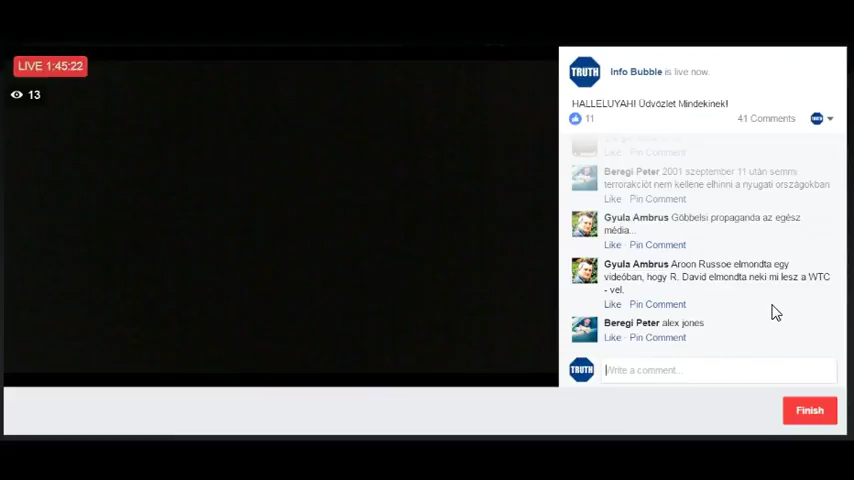 LIVE 1:45:22
13
TRUTH
Info Bubble is live now.
HALLELUYAH! Üdvözlet Mindekinek!
11
41 Comments
TRUTH
Like · Pin Comment
Beregi Peter 2001 szeptember 11 után semmi
terrorakciót nem kellene elhinni a nyugati országokban
Like · Pin Comment
Gyula Ambrus Göbbelsi propaganda az egész
média...
Like · Pin Comment
Gyula Ambrus Aroon Russoe elmondta egy
videóban, hogy R. David elmondta neki mi lesz a WTC
- vel.
Like · Pin Comment
Beregi Peter alex jones
Like · Pin Comment
TRUTH
Write a comment...
Finish